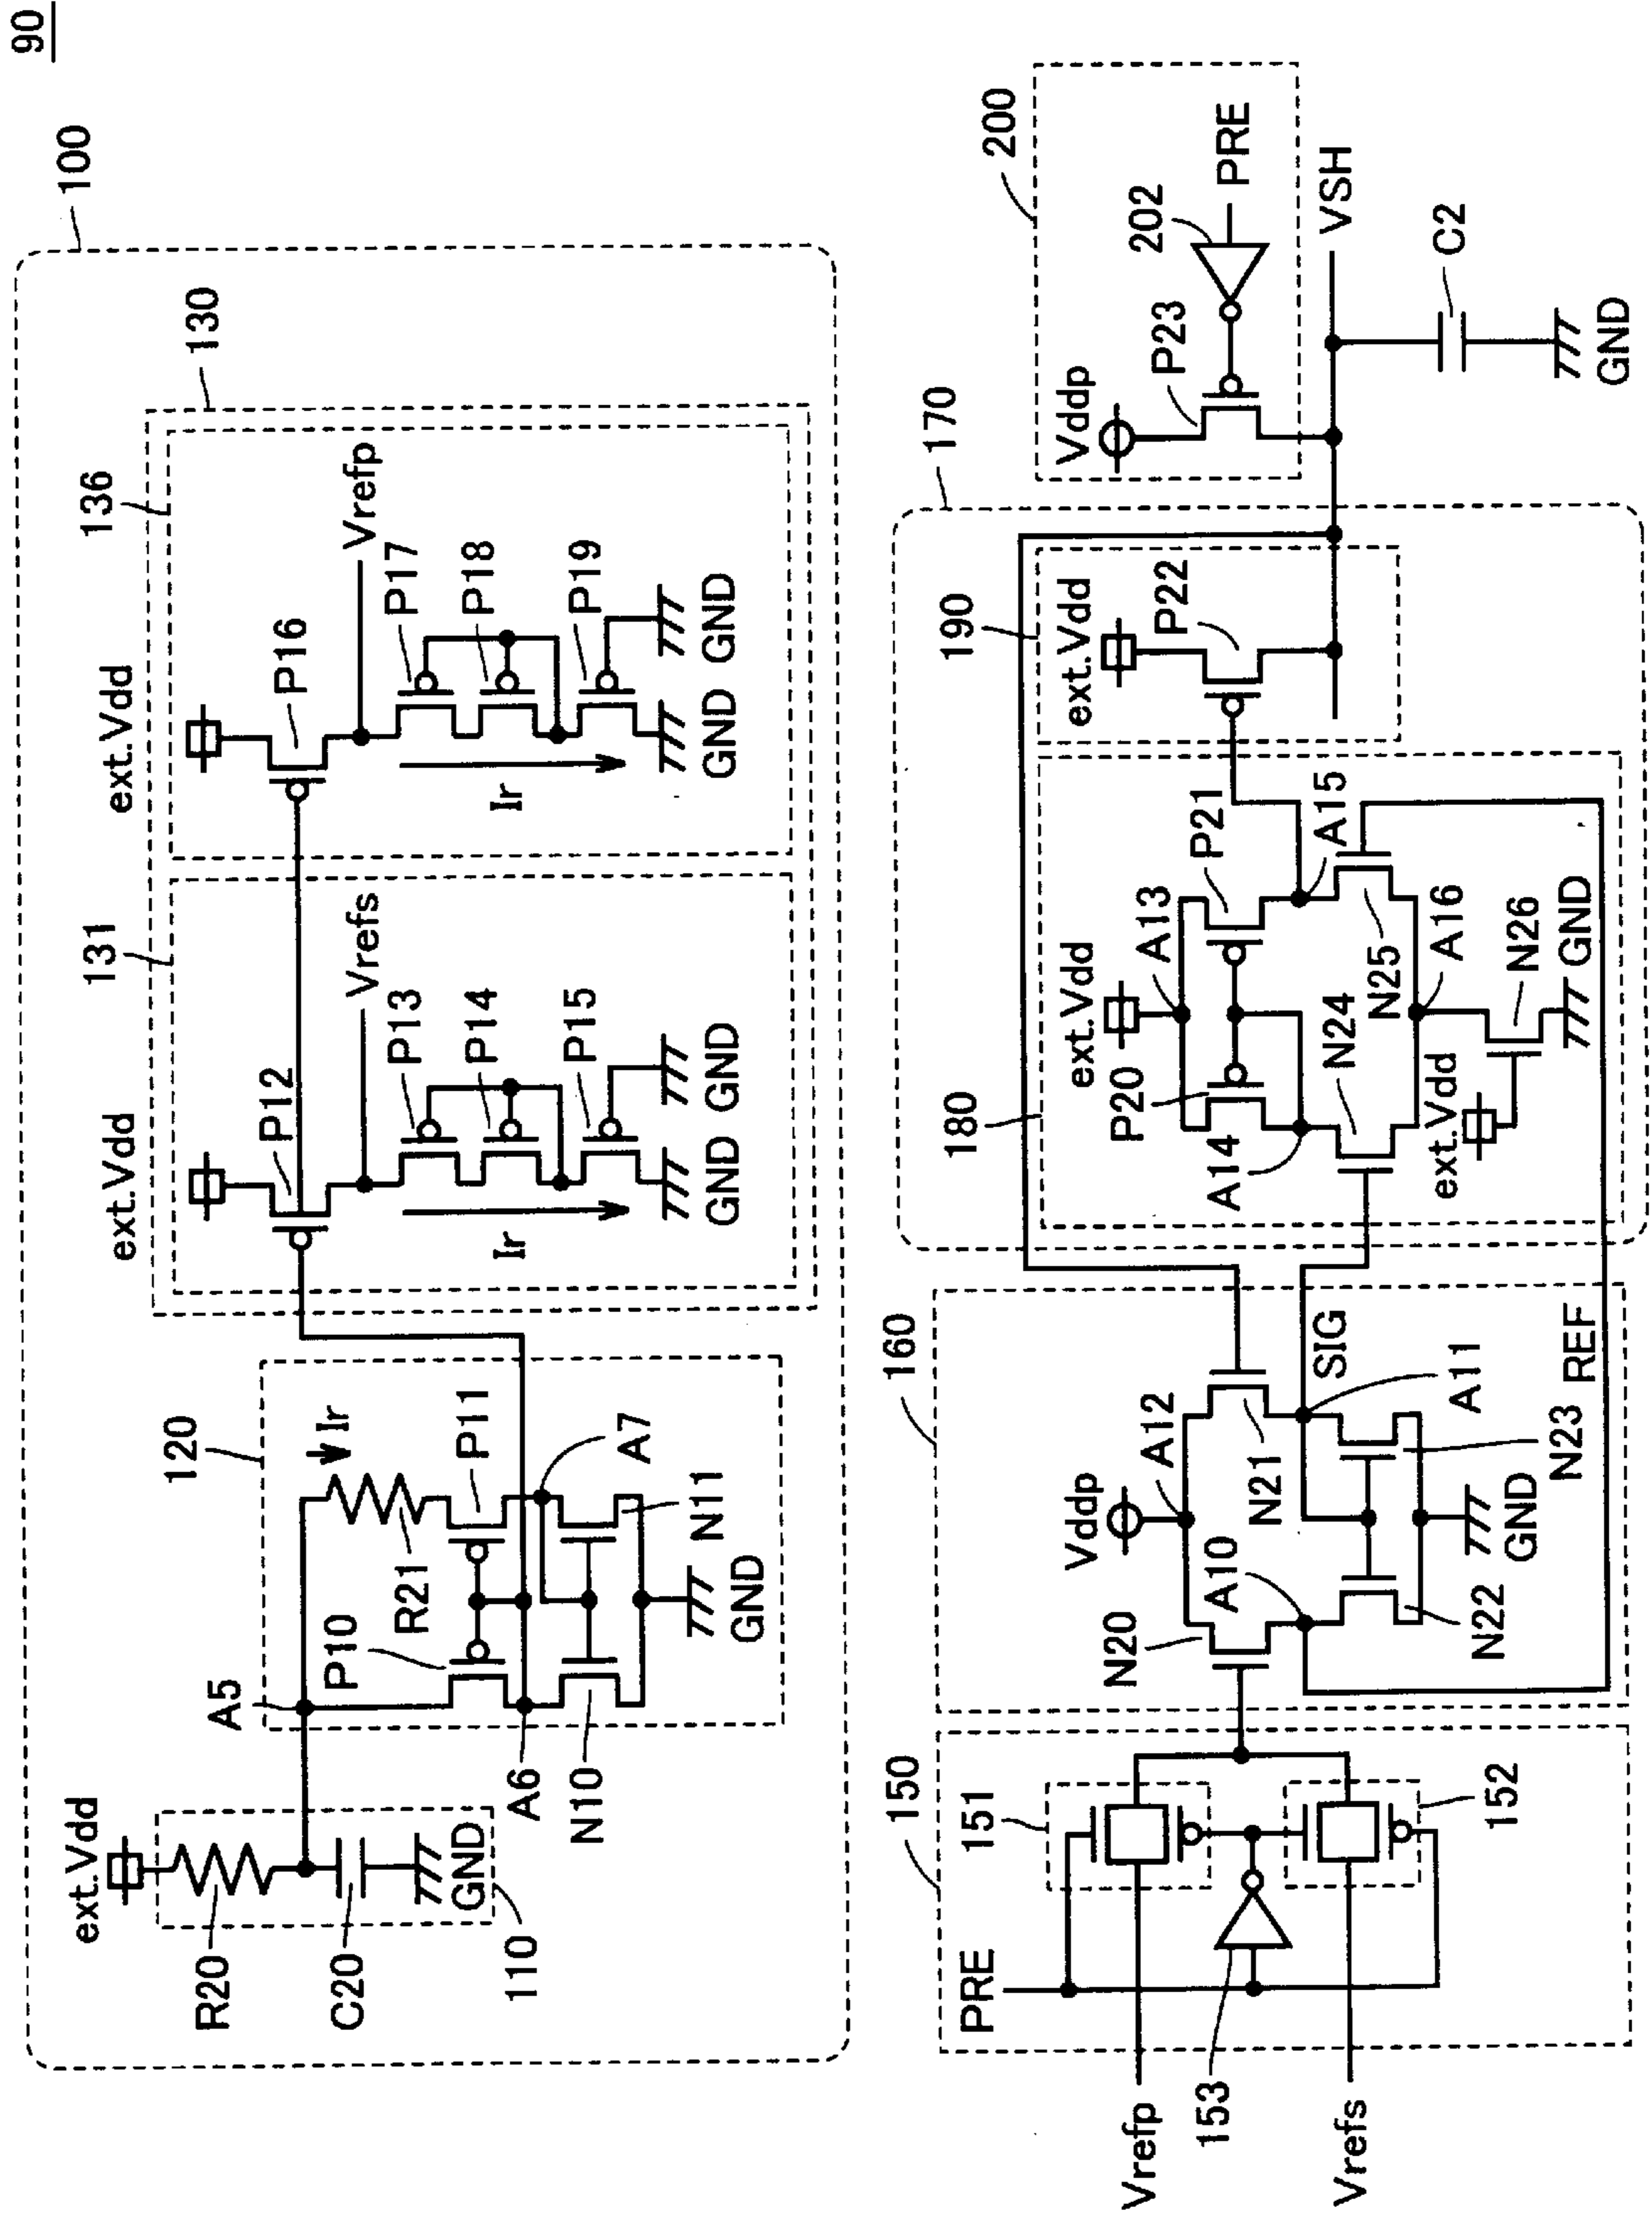 90
100
130
136
131
ext.Vdd
P16
Vrefp
P17
P18
P19
Ir
GND
GND
ext.Vdd
P12
Vrefs
P13
P14
P15
Ir
GND
GND
120
Ir
A5
P10
R21
P11
A6
A7
N10
N11
GND
ext.Vdd
R20
C20
GND
110
200
Vddp
P23
202
PRE
VSH
C2
GND
170
190
ext.Vdd
P22
180
ext.Vdd
A13
P20
P21
A14
A15
N24
N25
A16
ext.Vdd
N26
GND
160
Vddp
A12
N20
N21
A10
SIG
A11
N22
N23
GND
REF
150
151
152
PRE
153
Vrefp
Vrefs